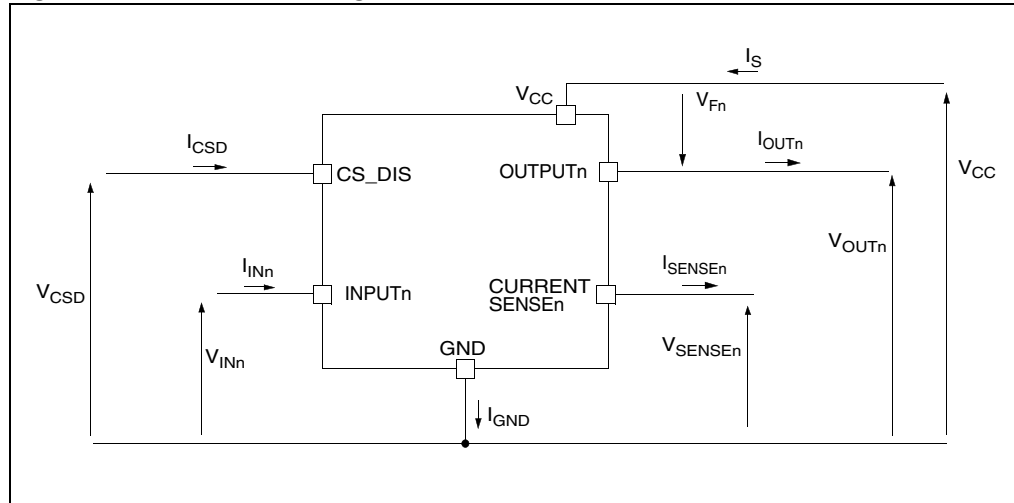 I_S
V_CC
V_Fn
I_CSD
I_OUTn
CS_DIS
OUTPUTn
V_CC
V_OUTn
I_INn
I_SENSEn
V_CSD
INPUTn
CURRENT
SENSEn
V_INn
GND
V_SENSEn
I_GND